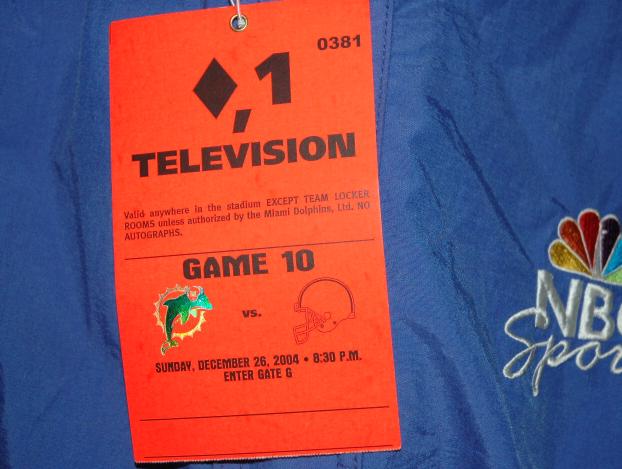 0381
♦,1
TELEVISION
Valid anywhere in the stadium EXCEPT TEAM LOCKER
ROOMS unless authorized by the Miami Dolphins, Ltd. NO
AUTOGRAPHS.
GAME 10
vs.
SUNDAY, DECEMBER 26, 2004 • 8:30 P.M.
ENTER GATE G
NBC
Spor